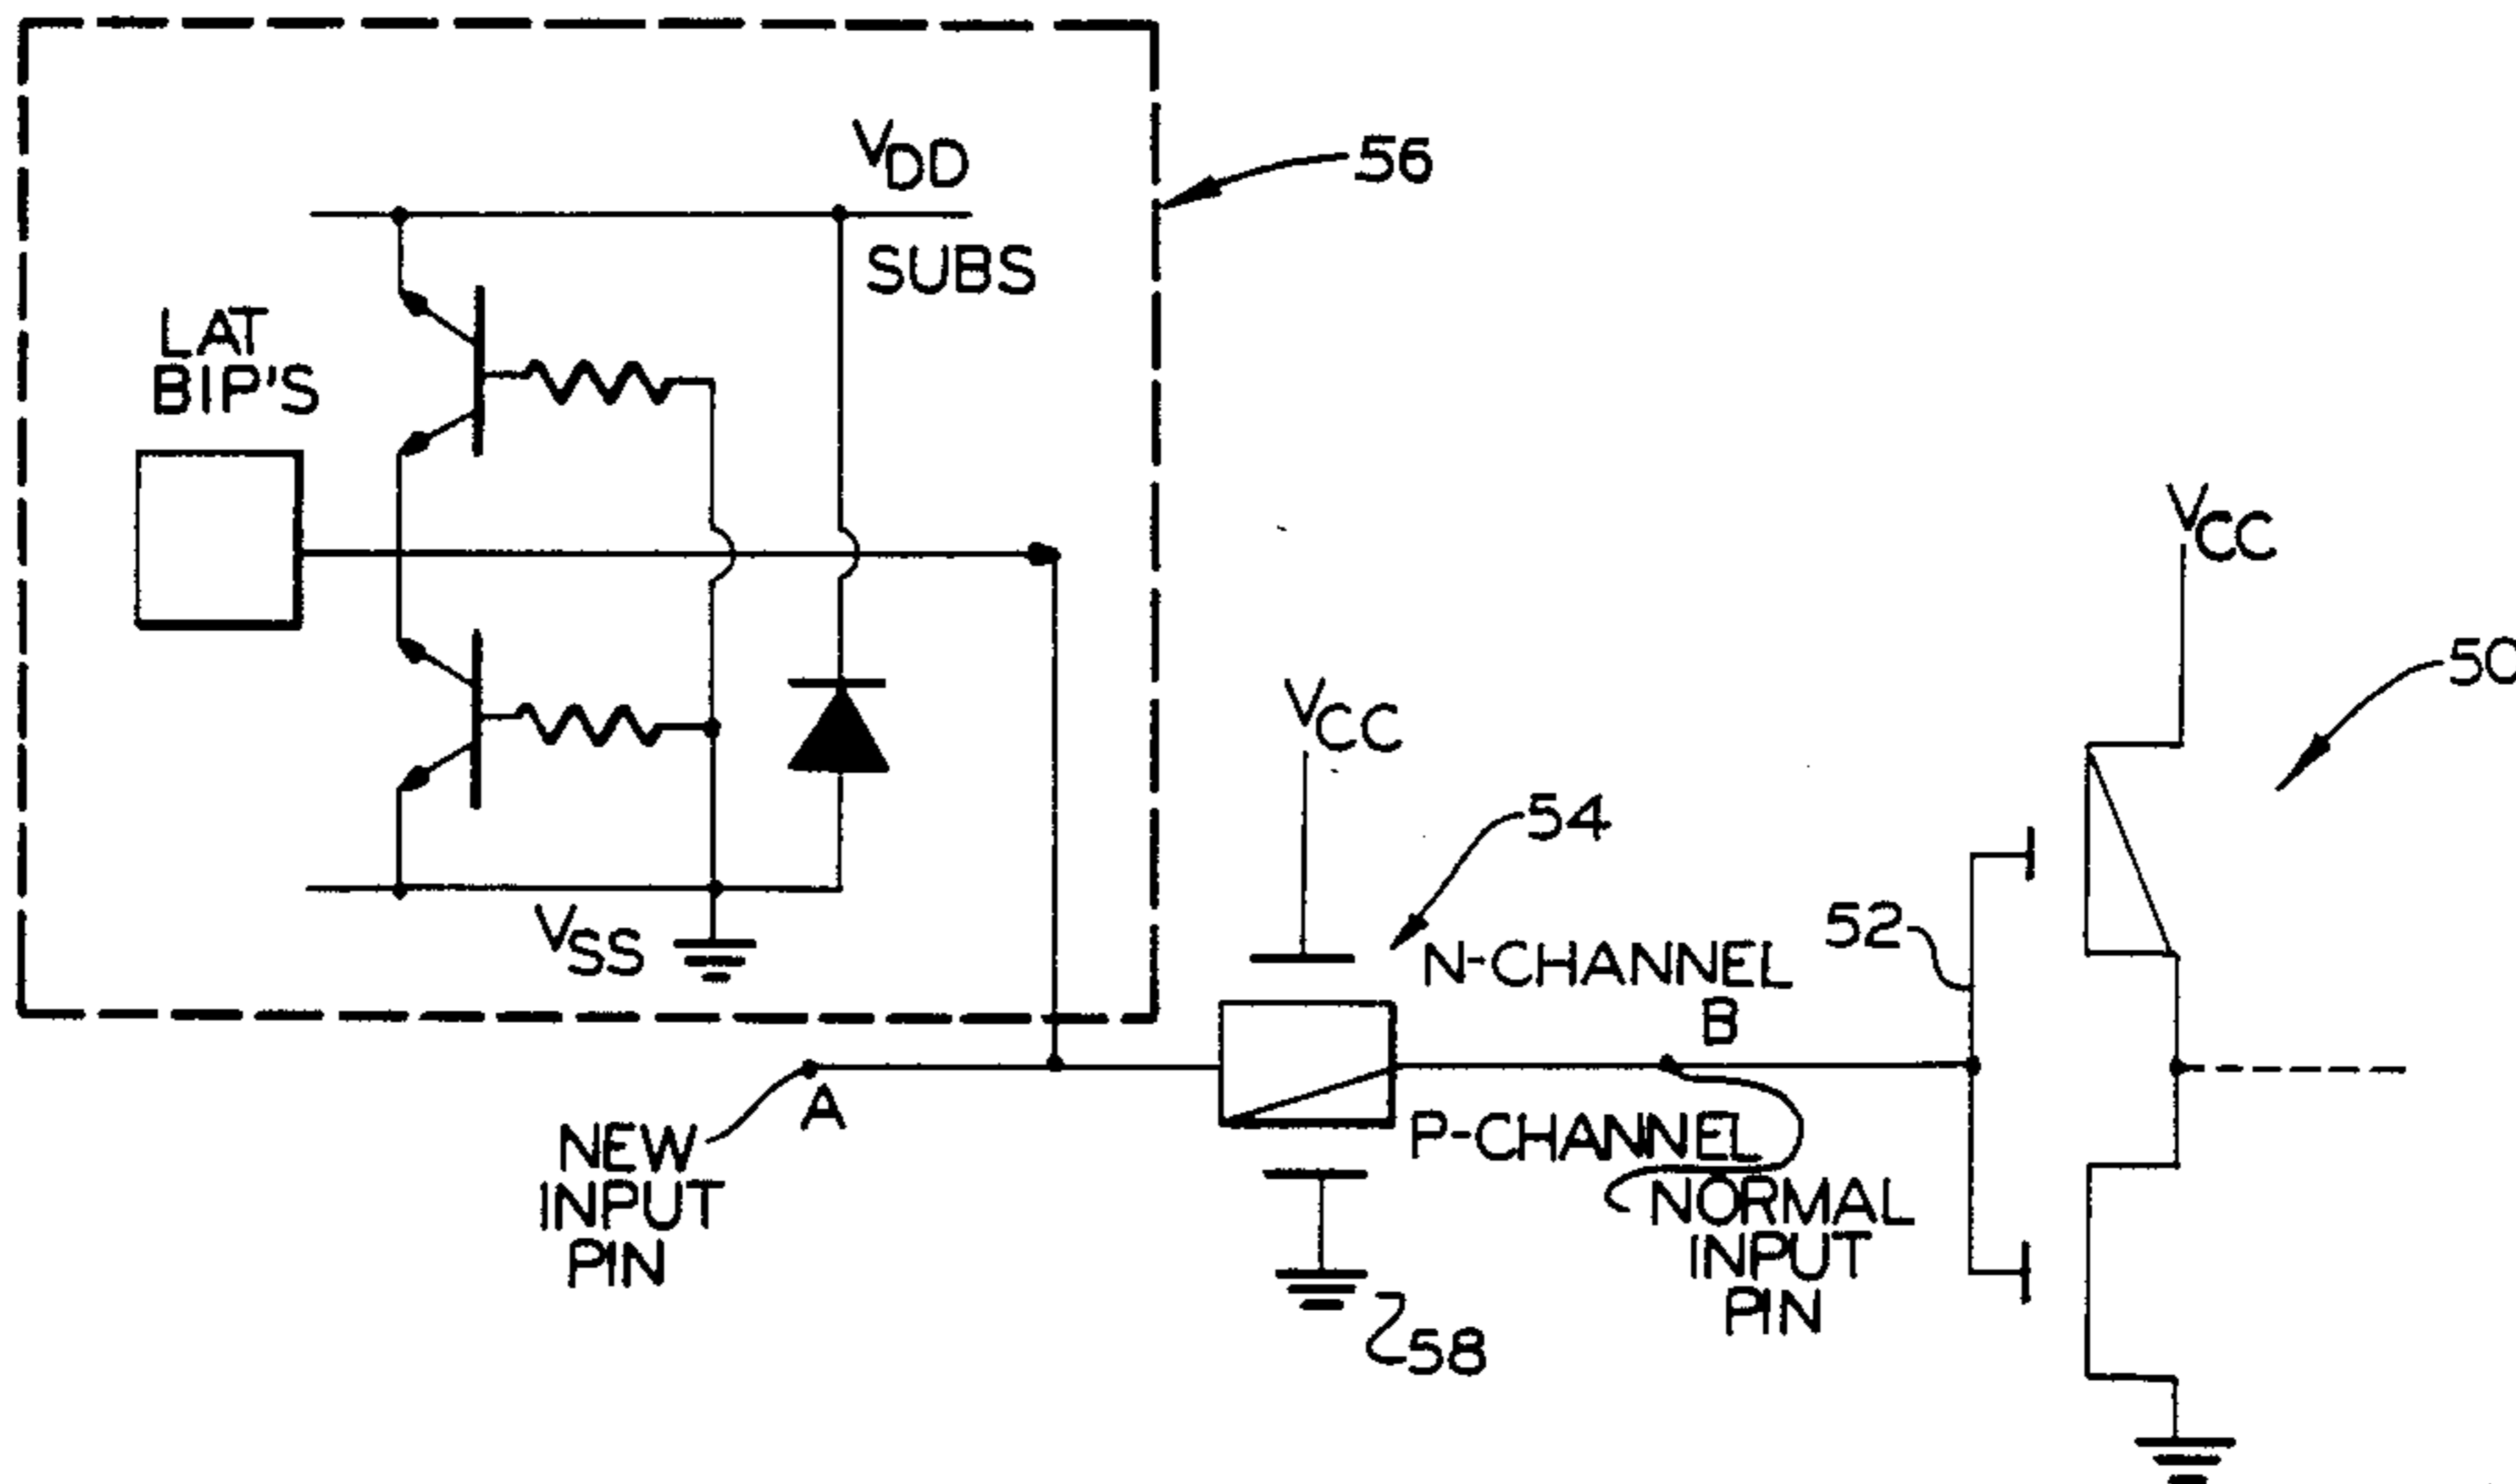 VDD
56
SUBS
LAT
BIP'S
VCC
50
VCC
54
52
N-CHANNEL
B
VSS
A
P-CHANNEL
NEW
INPUT
PIN
NORMAL
INPUT
PIN
58